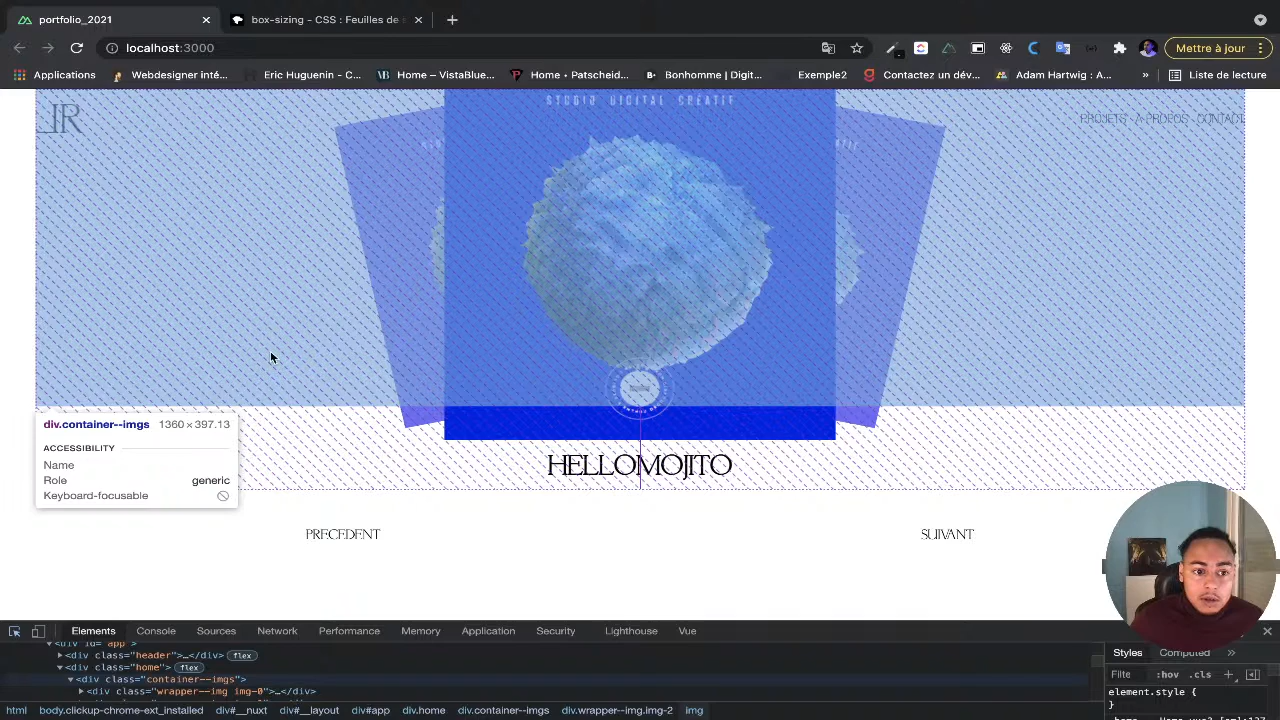 portfolio_2021
box-sizing - CSS : Feuilles de
localhost:3000
Mettre à jour
Applications
Webdesigner inté...
Eric Huguenin - C...
Home – VistaBlue...
Home • Patscheid...
Bonhomme | Digit...
Exemple2
Contactez un dév...
Adam Hartwig : A...
»
Liste de lecture
STUDIO DIGITAL CRÉATIF
PROJETS A PROPOS CONTACT
div.container--imgs 1360 × 397.13
ACCESSIBILITY
Name
Role generic
Keyboard-focusable
HELLOMOJITO
PRECEDENT
SUIVANT
Elements Console Sources Network Performance Memory Application Security Lighthouse Vue
<div id="app">
<div class="header">…</div> flex
<div class="home"> flex
<div class="container--imgs">
<div class="wrapper--img img-0">…</div>
Styles Computed »
Filte :hov .cls
element.style {
}
html body.clickup-chrome-ext_installed div#__nuxt div#__layout div#app div.home div.container--imgs div.wrapper--img.img-2 img